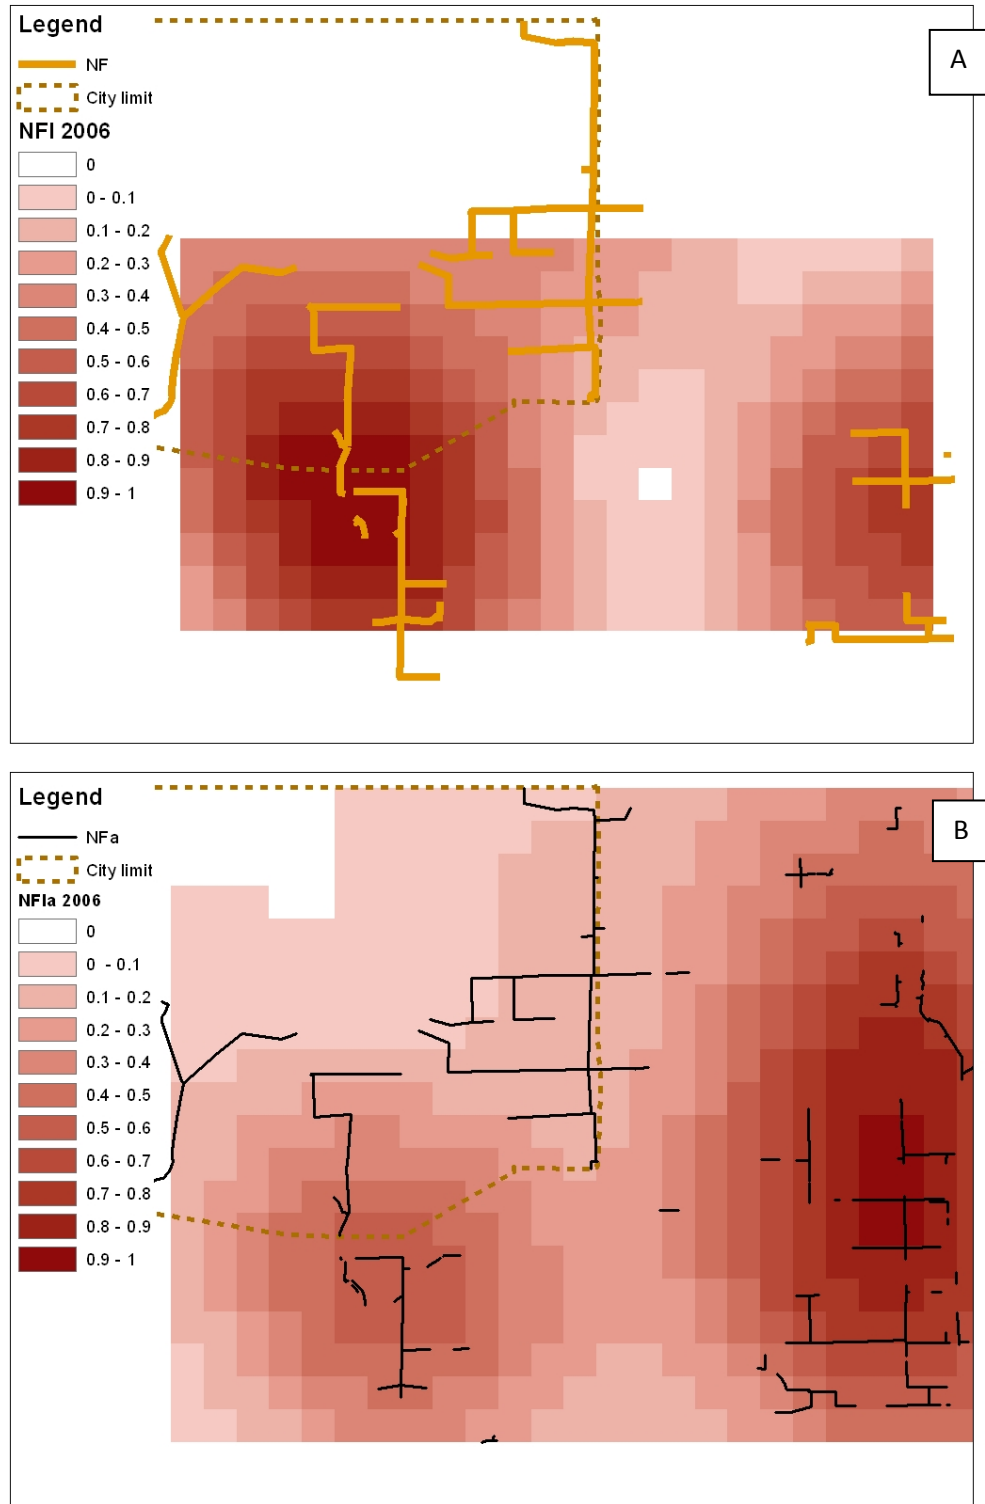 Legend
A
NF
City limit
NFI 2006
0
0 - 0.1
0.1 - 0.2
0.2 - 0.3
0.3 - 0.4
0.4 - 0.5
0.5 - 0.6
0.6 - 0.7
0.7 - 0.8
0.8 - 0.9
0.9 - 1
Legend
B
NFa
City limit
NFIa 2006
0
0 - 0.1
0.1 - 0.2
0.2 - 0.3
0.3 - 0.4
0.4 - 0.5
0.5 - 0.6
0.6 - 0.7
0.7 - 0.8
0.8 - 0.9
0.9 - 1